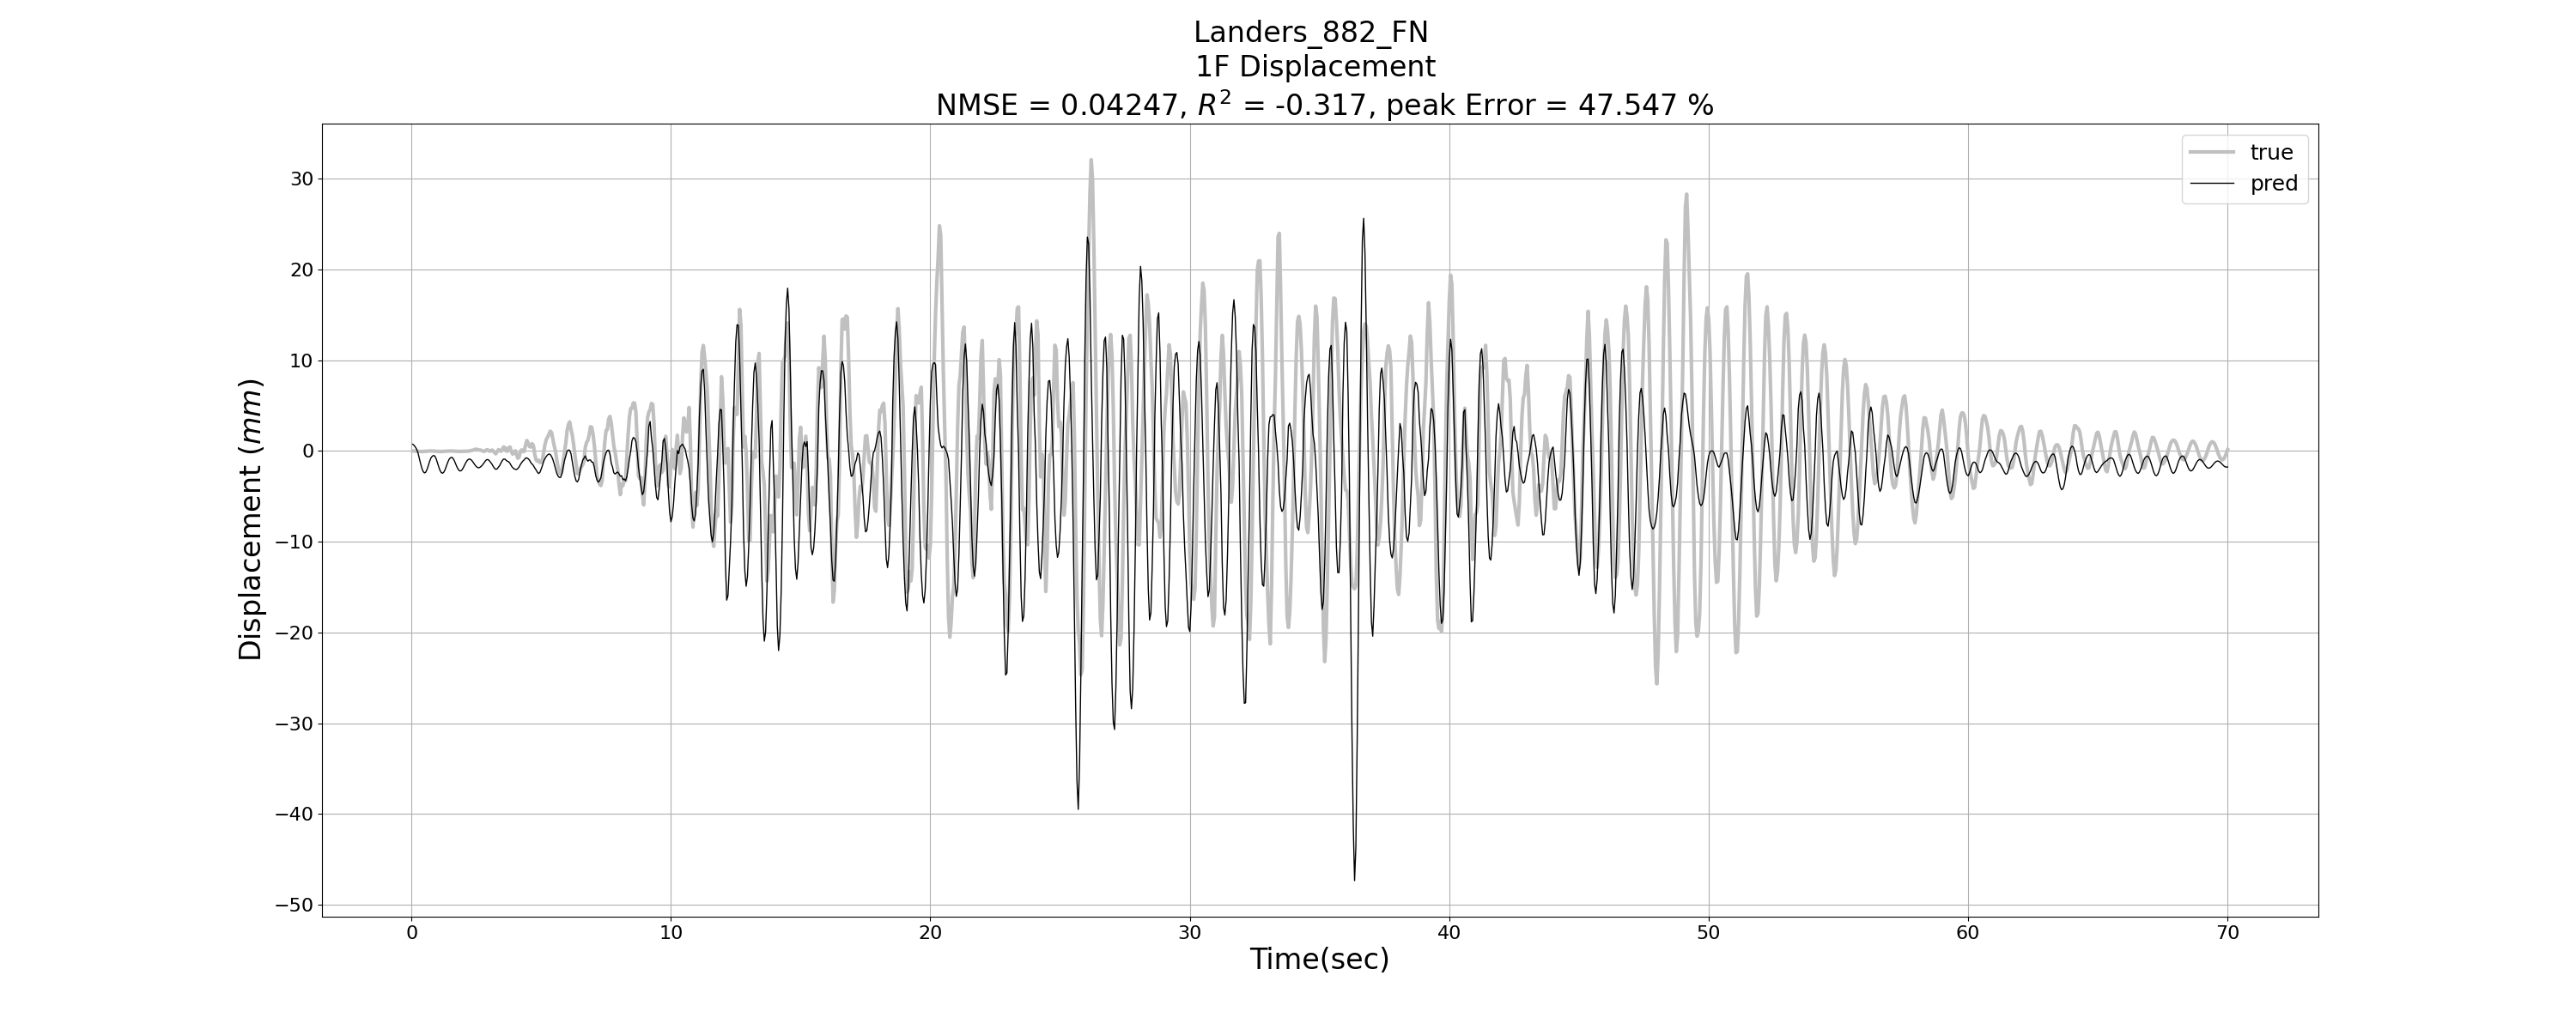 Landers_882_FN
1F Displacement
NMSE = 0.04247, R² = -0.317, peak Error = 47.547 %
true
pred
Displacement (mm)
30
20
10
0
−10
−20
−30
−40
−50
0 10 20 30 40 50 60 70
Time(sec)